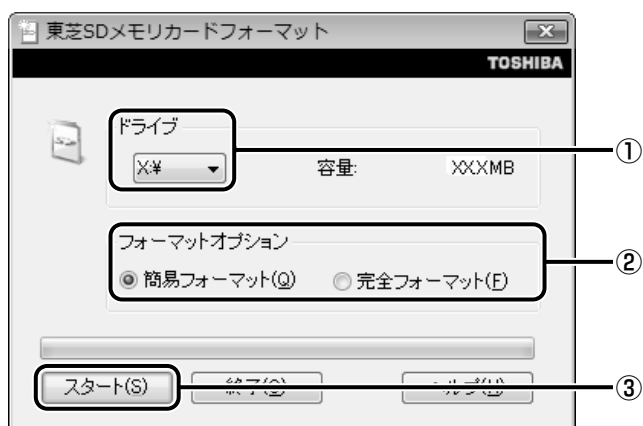 東芝SDメモリカードフォーマット
TOSHIBA
SD
ドライブ
①
X:¥ 容量: XXXMB
フォーマットオプション
②
簡易フォーマット(Q) 完全フォーマット(F)
スタート(S)
③